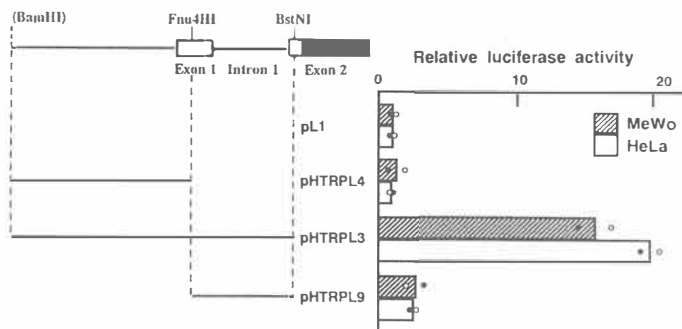 (BamHI)
Fnu4HI
BstNI
Exon 1
Intron 1
Exon 2
Relative luciferase activity
0
10
20
MeWo
HeLa
pL1
pHTRPL4
pHTRPL3
pHTRPL9